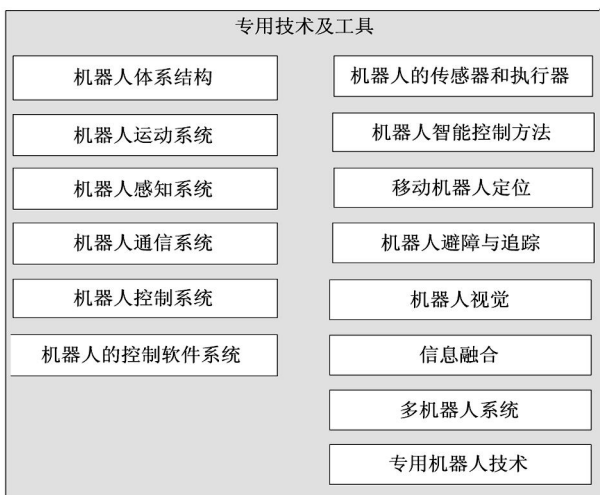 专用技术及工具
机器人体系结构
机器人运动系统
机器人感知系统
机器人通信系统
机器人控制系统
机器人的控制软件系统
机器人的传感器和执行器
机器人智能控制方法
移动机器人定位
机器人避障与追踪
机器人视觉
信息融合
多机器人系统
专用机器人技术